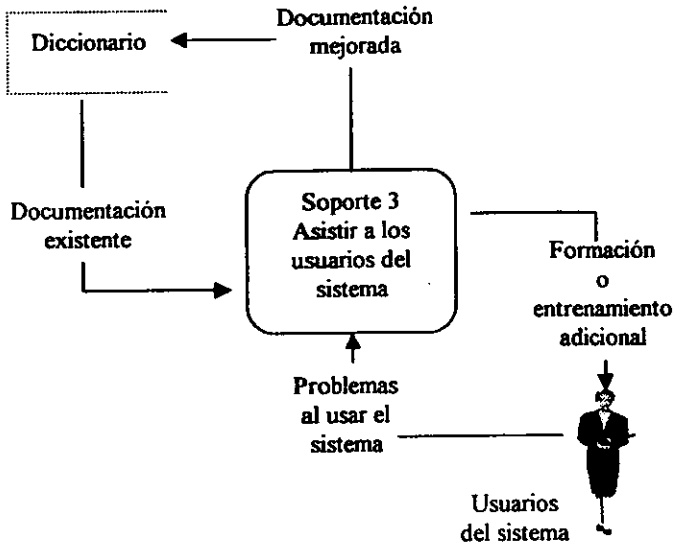 Documentación
mejorada
Diccionario
Soporte 3
Asistir a los
usuarios del
sistema
Documentación
existente
Formación
o
entrenamiento
adicional
Problemas
al usar el
sistema
Usuarios
del sistema